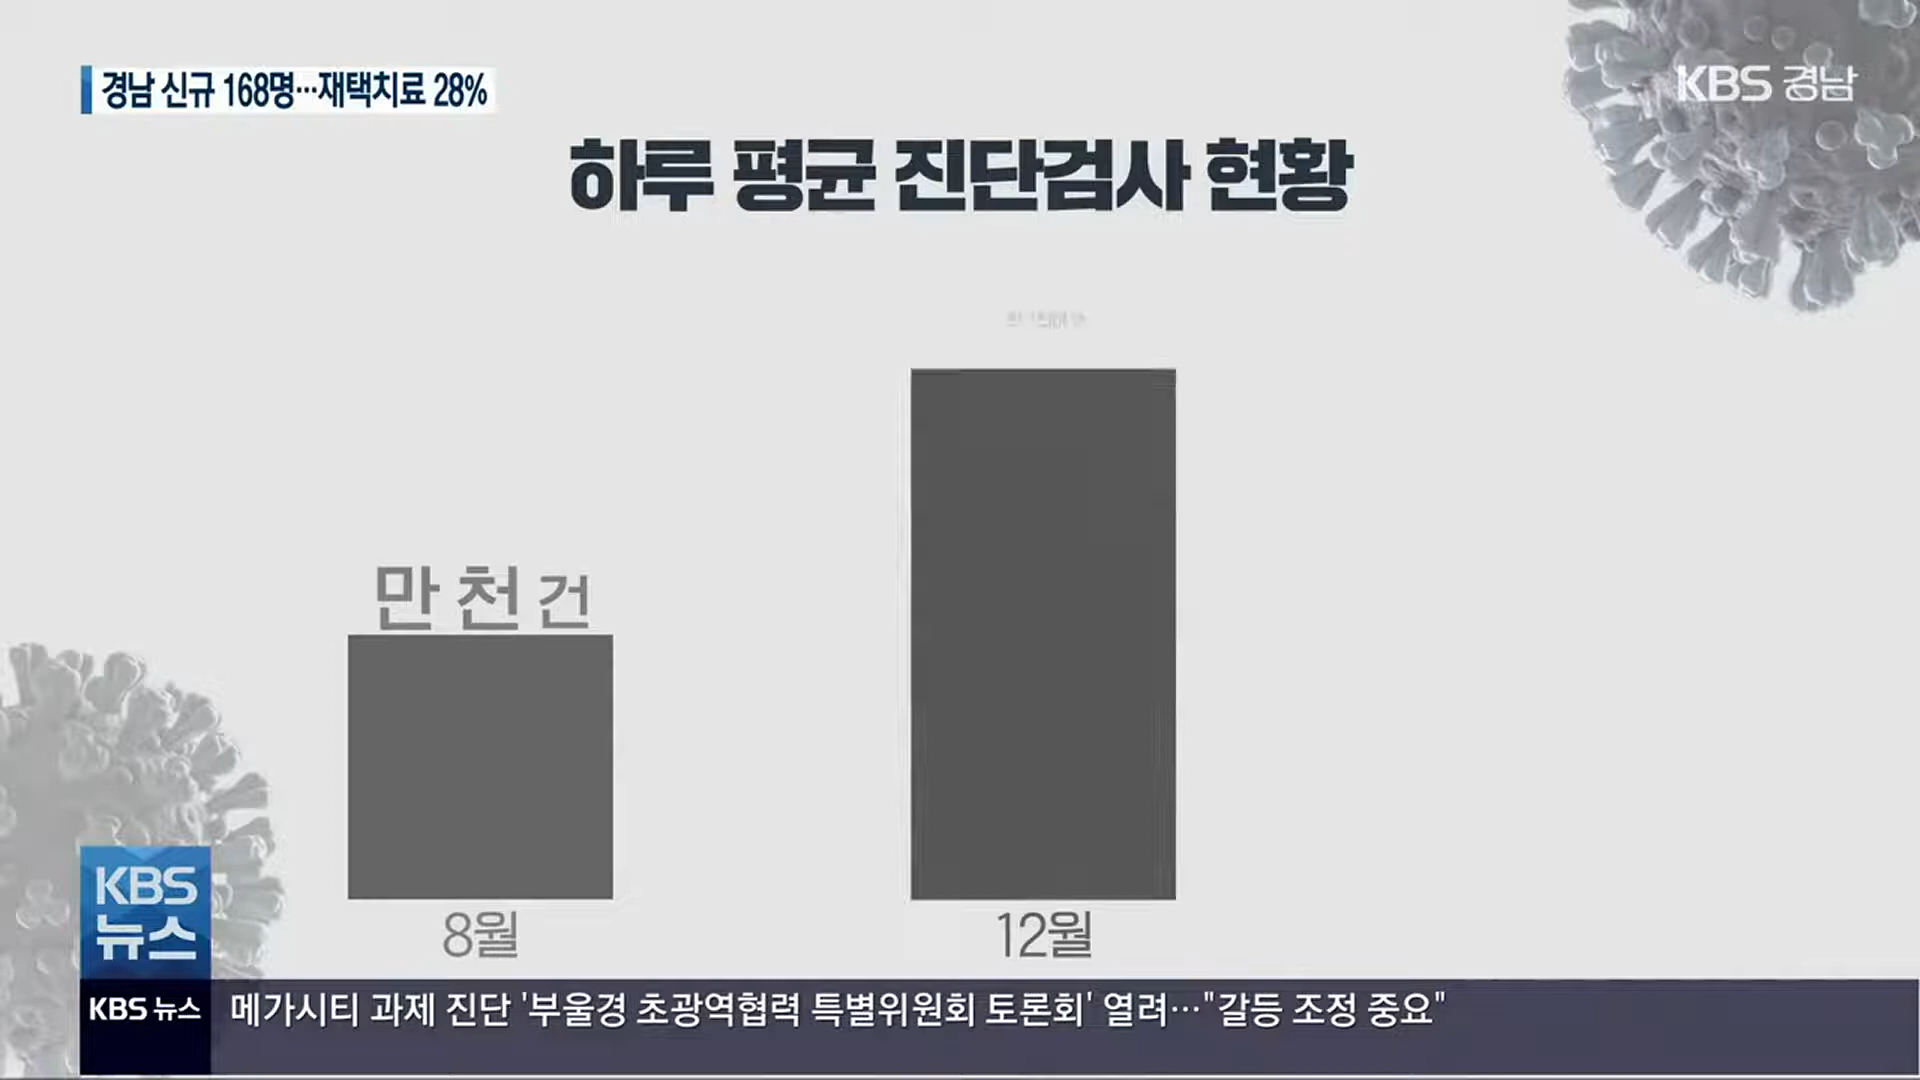 경남 신규 168명…재택치료 28%
KBS 경남
하루 평균 진단검사 현황
만 천 건
8월
12월
KBS
뉴스
KBS 뉴스
메가시티 과제 진단 '부울경 초광역협력 특별위원회 토론회' 열려…"갈등 조정 중요"